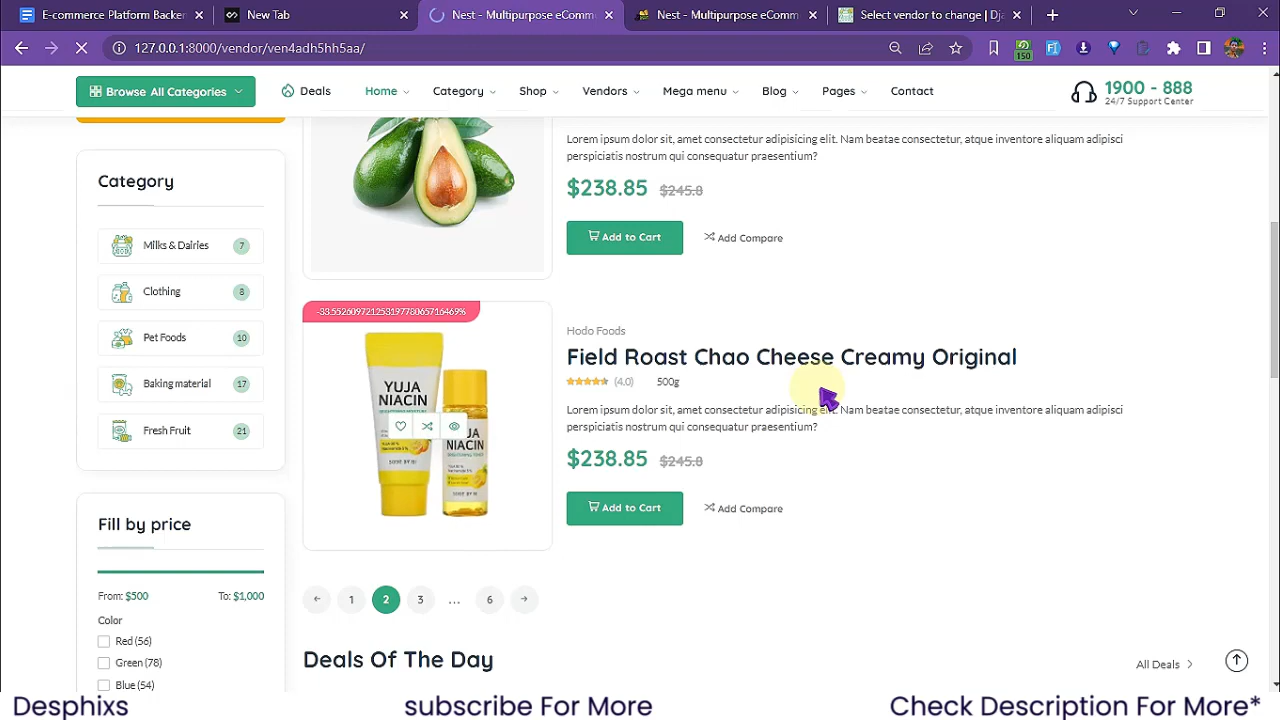 E-commerce Platform Backer
New Tab
Nest - Multipurpose eComm
Nest - Multipurpose eComm
Select vendor to change | Dja
127.0.0.1:8000/vendor/ven4adh5hh5aa/
150
Browse All Categories
Deals
Home
Category
Shop
Vendors
Mega menu
Blog
Pages
Contact
1900 - 888
24/7 Support Center
Lorem ipsum dolor sit, amet consectetur adipisicing elit. Nam beatae consectetur, atque inventore aliquam adipisci
perspiciatis nostrum qui consequatur praesentium?
$238.85 $245.8
Add to Cart
Add Compare
Category
Milks & Dairies 7
Clothing 8
Pet Foods 10
Baking material 17
Fresh Fruit 21
YUJA
NIACIN
NIACIN
Hodo Foods
Field Roast Chao Cheese Creamy Original
(4.0) 500g
Lorem ipsum dolor sit, amet consectetur adipisicing elit. Nam beatae consectetur, atque inventore aliquam adipisci
perspiciatis nostrum qui consequatur praesentium?
$238.85 $245.8
Add to Cart
Add Compare
Fill by price
From: $500 To: $1,000
Color
Red (56)
Green (78)
Blue (54)
1 2 3 ... 6
Deals Of The Day
All Deals
Desphixs
subscribe For More
Check Description For More*